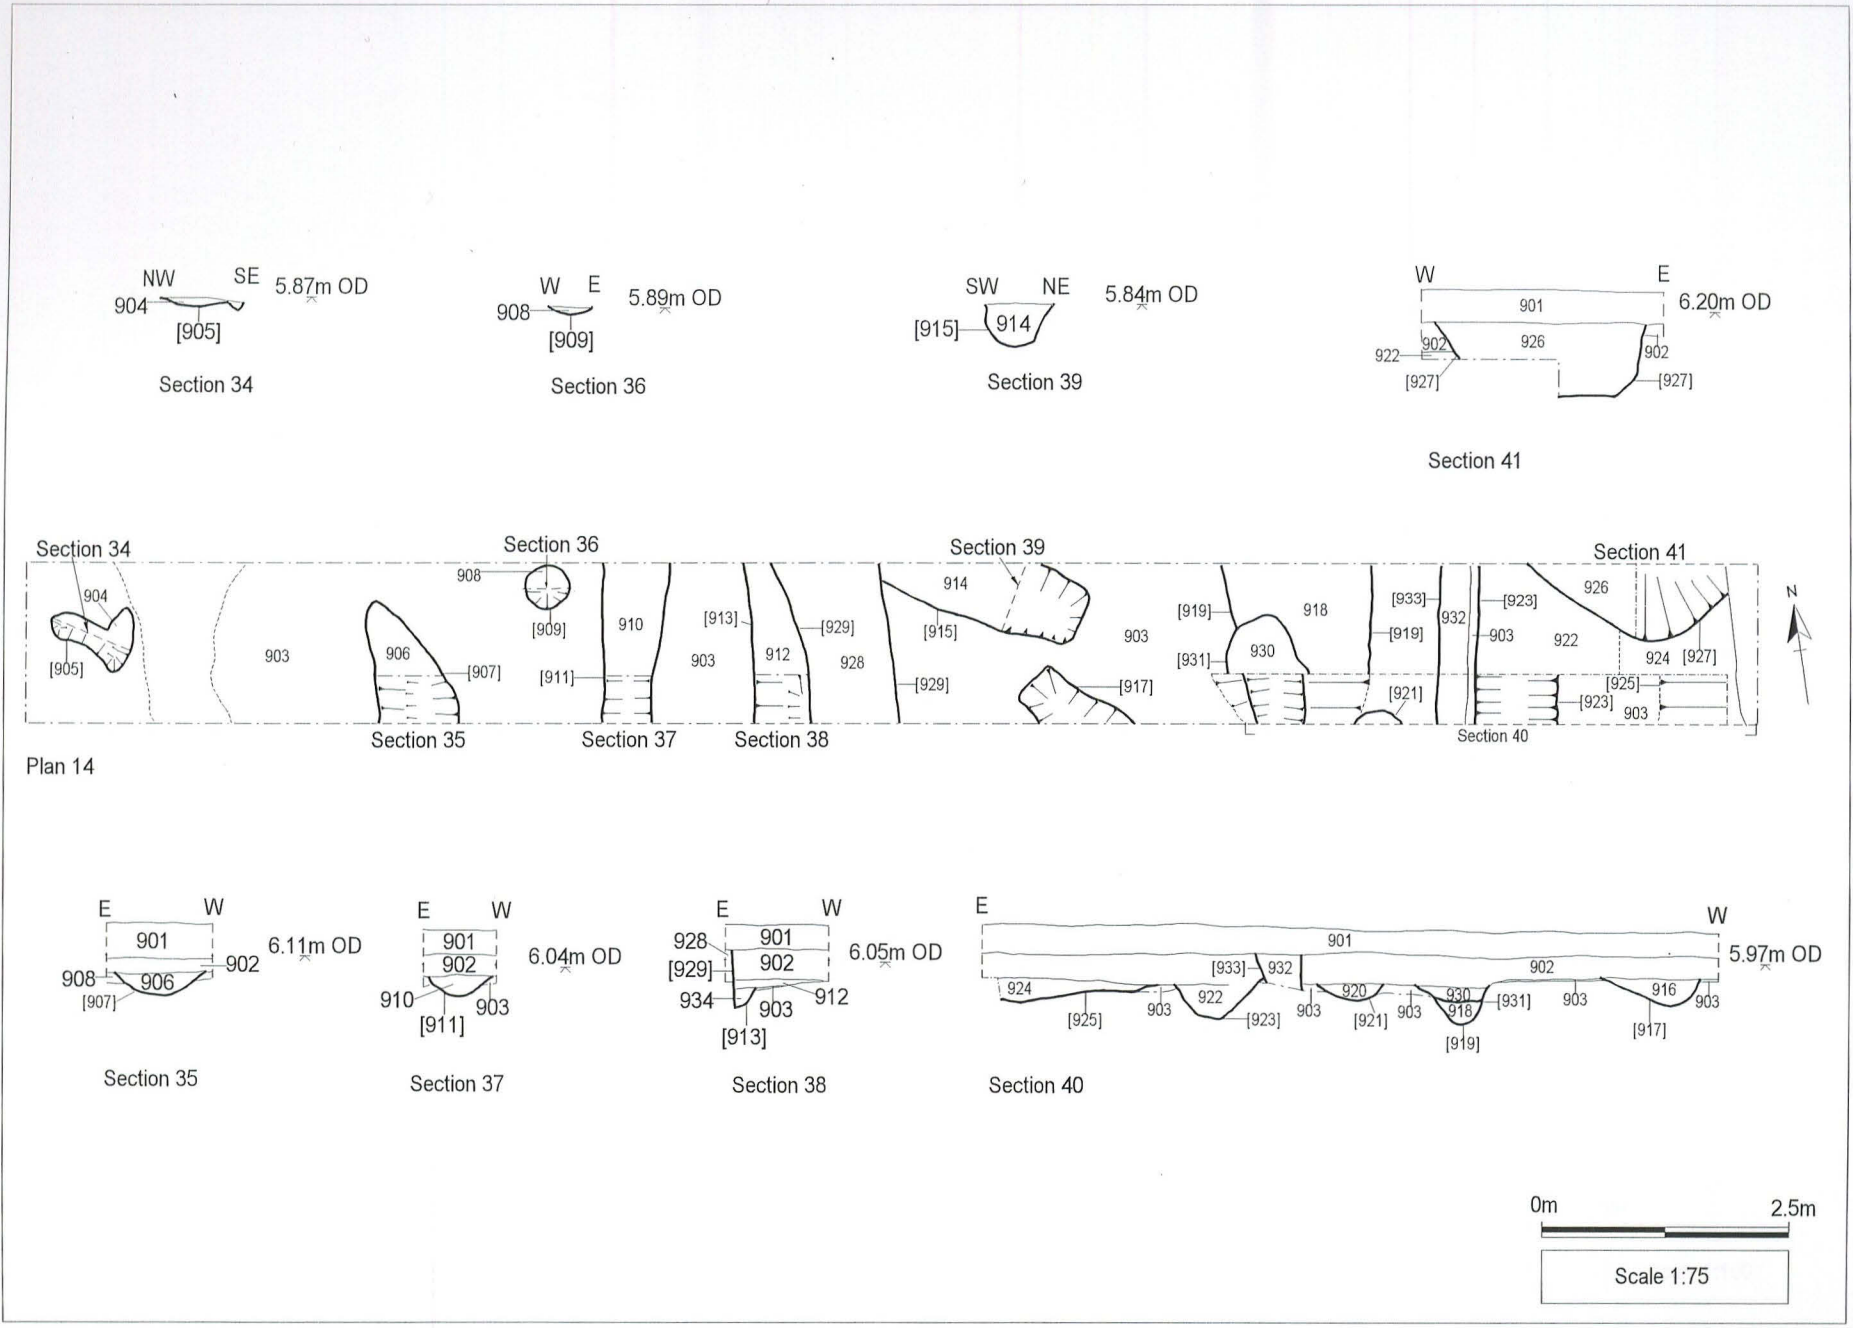 NW SE 5.87m OD
904
[905]
Section 34
W E 5.89m OD
908
[909]
Section 36
SW NE 5.84m OD
[915] 914
Section 39
W E
901 6.20m OD
902 926 902
922
[927] [927]
Section 41
Section 34 Section 36 Section 39 Section 41
904
[905]
903
906
[907]
908
[909]
910
[911]
903
[913]
912
[929]
928
[929]
914
[915]
903
[917]
[919]
[931]
930
918
[919]
[921]
[933]
932
[923]
903
922
[923]
926
924
[927]
[925]
903
N
Section 35 Section 37 Section 38 Section 40
Plan 14
E W
901 6.11m OD
902
908 906
[907]
Section 35
E W
901 6.04m OD
902
910 903
[911]
Section 37
E W
928 901 6.05m OD
[929] 902
934 903 912
[913]
Section 38
E W
901
[933] 932 902 5.97m OD
924 922 920 930 916
[925] 903 [923] 903 [921] 903 918 [931] 903 [917] 903
[919]
Section 40
0m 2.5m
Scale 1:75